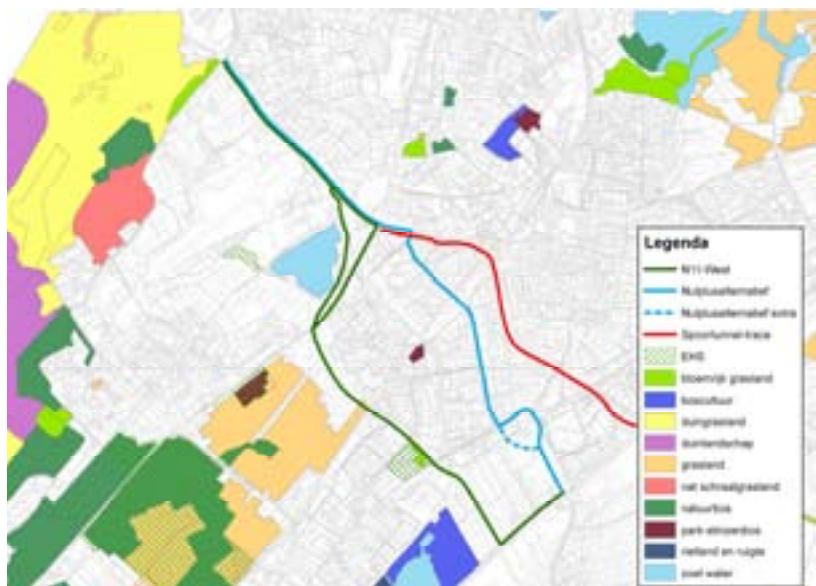 Legenda
N11-West
Nulplusalternatief
Nulplusalternatief extra
Spoortunnel-trace
EHS
bloemrijk grasland
boscultuur
duingrasland
duinlandschap
grasland
nat schraalgrasland
natuurbos
park-stinzenbos
rietland en ruigte
zoet water